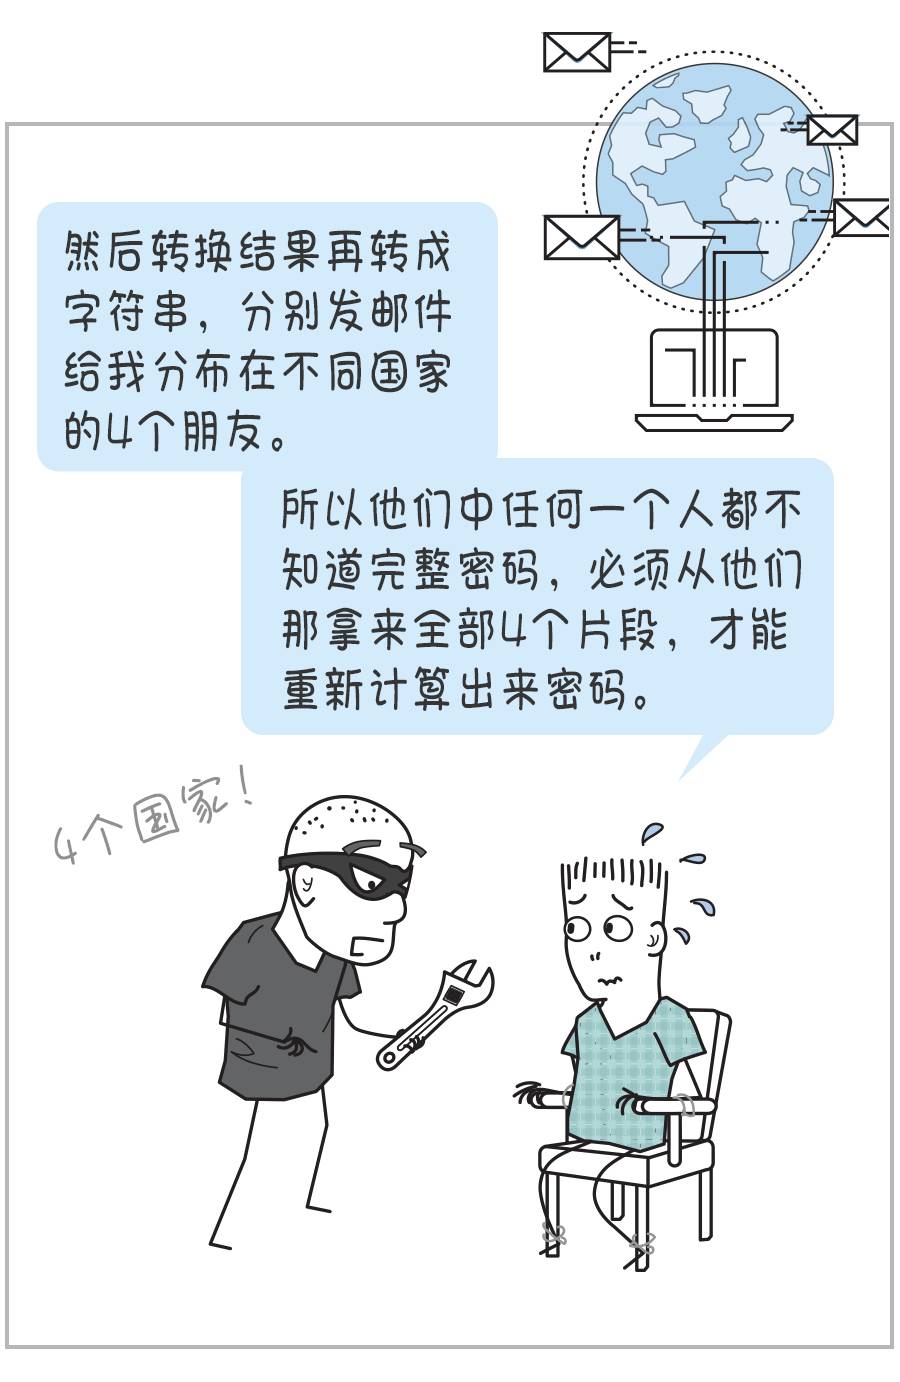 然后转换结果再转成
字符串，分别发邮件
给我分布在不同国家
的4个朋友。
所以他们中任何一个人都不
知道完整密码，必须从他们
那拿来全部4个片段，才能
重新计算出来密码。
4个国家！